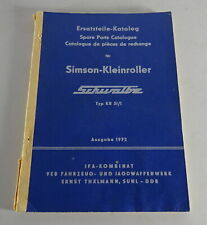 Ersatzteile-Katalog
Spare Parts Catalogue
Catalogue de pièces de rechange
für
Simson-Kleinroller
Schwalbe
Typ KR 51/1
Ausgabe 1972
IFA-KOMBINAT
VEB FAHRZEUG- UND JAGDWAFFENWERK
ERNST THÄLMANN, SUHL - DDR